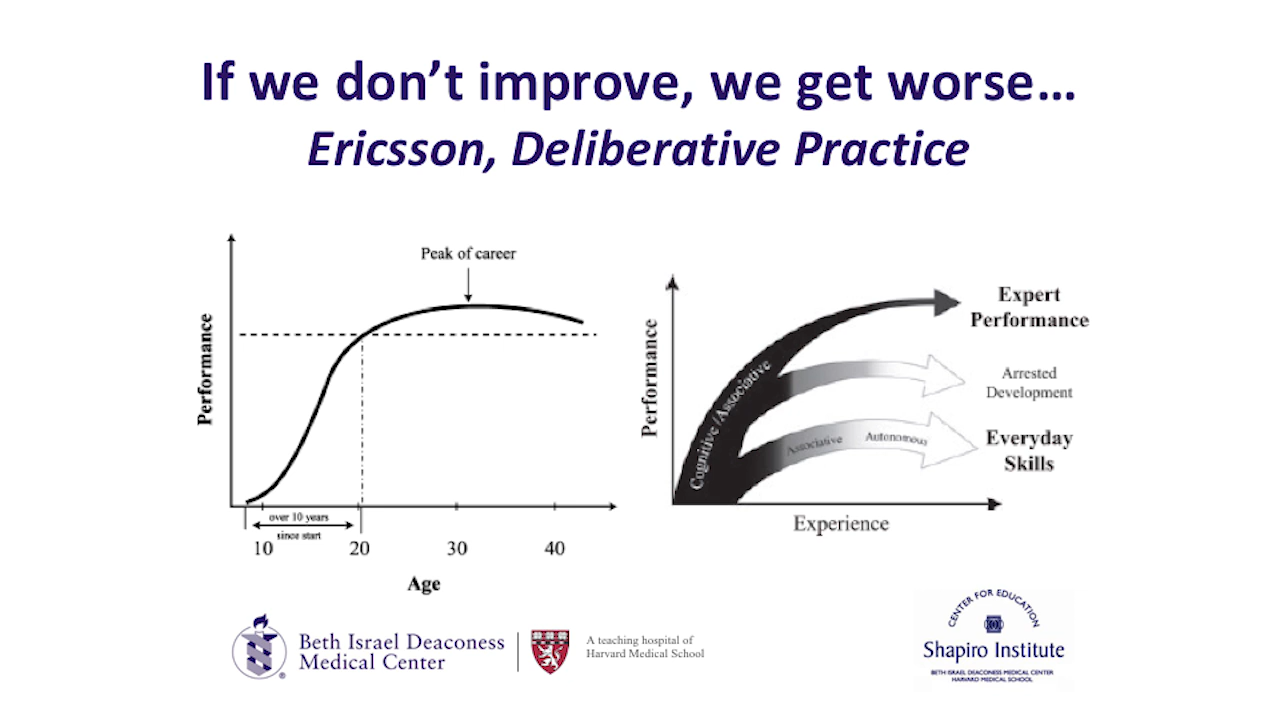 If we don’t improve, we get worse…
Ericsson, Deliberative Practice
Peak of career
Performance
over 10 years
since start
10 20 30 40
Age
Performance
Cognitive /Associative
Associative Autonomous
Expert
Performance
Arrested
Development
Everyday
Skills
Experience
Beth Israel Deaconess
Medical Center
®
A teaching hospital of
Harvard Medical School
CENTER FOR EDUCATION
Shapiro Institute
BETH ISRAEL DEACONESS MEDICAL CENTER
HARVARD MEDICAL SCHOOL